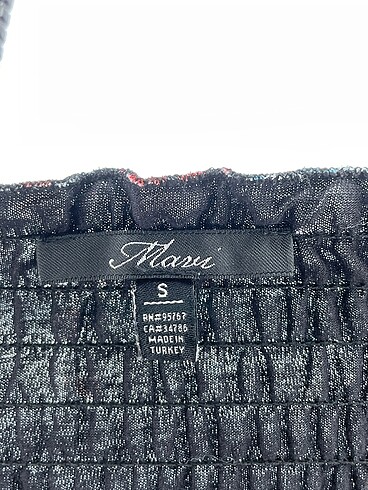 Mavi
S
RN#95767
CA#34786
MADE IN
TURKEY